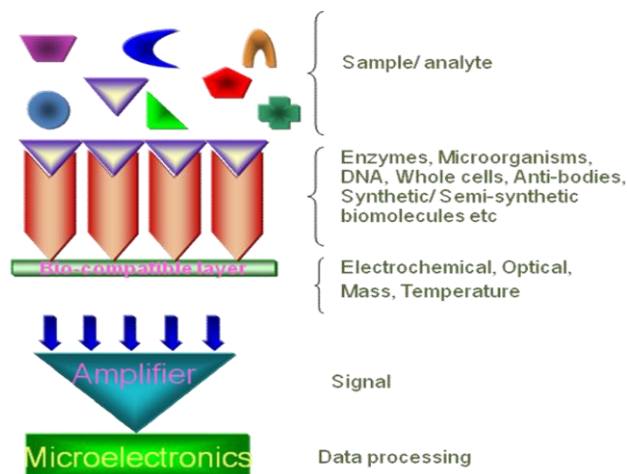 Sample/ analyte
Enzymes, Microorganisms,
DNA, Whole cells, Anti-bodies,
Synthetic/ Semi-synthetic
biomolecules etc
Bio-compatible layer
Electrochemical, Optical,
Mass, Temperature
Amplifier
Signal
Microelectronics
Data processing